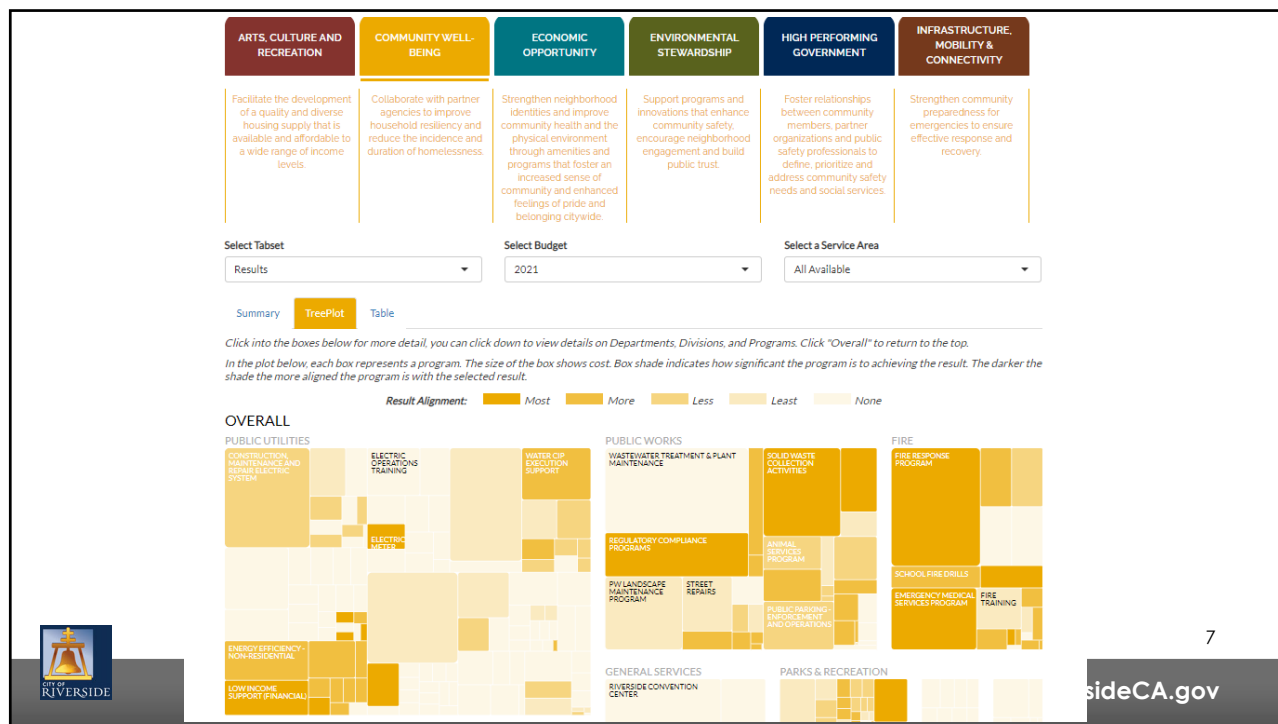 ARTS, CULTURE AND
RECREATION
COMMUNITY WELL-
BEING
ECONOMIC
OPPORTUNITY
ENVIRONMENTAL
STEWARDSHIP
HIGH PERFORMING
GOVERNMENT
INFRASTRUCTURE,
MOBILITY &
CONNECTIVITY
Facilitate the development
of a quality and diverse
housing supply that is
available and affordable to
a wide range of income
levels.
Collaborate with partner
agencies to improve
household resiliency and
reduce the incidence and
duration of homelessness
Strengthen neighborhood
identities and improve
community health and the
physical environment
through amenities and
programs that foster an
increased sense of
community and enhanced
feelings of pride and
belonging citywide.
Support programs and
innovations that enhance
community safety,
encourage neighborhood
engagement and build
public trust.
Foster relationships
between community
members, partner
organizations and public
safety professionals to
define, prioritize and
address community safety
needs and social services.
Strengthen community
preparedness for
emergencies to ensure
effective response and
recovery.
Select Tabset
Select Budget
Select a Service Area
Results
2021
All Available
Summary
TreePlot
Table
Click into the boxes below for more detail, you can click down to view details on Departments, Divisions, and Programs. Click "Overall" to return to the top.
In the plot below, each box represents a program. The size of the box shows cost. Box shade indicates how significant the program is to achieving the result. The darker the
shade the more aligned the program is with the selected result.
Result Alignment: Most More Less Least None
OVERALL
PUBLIC UTILITIES
CONSTRUCTION,
MAINTENANCE AND
REPAIR ELECTRIC
SYSTEM
ELECTRIC
OPERATIONS
TRAINING
WATER CIP
EXECUTION
SUPPORT
ELECTRIC
METER
ENERGY EFFICIENCY -
NON-RESIDENTIAL
LOW INCOME
SUPPORT (FINANCIAL)
PUBLIC WORKS
WASTEWATER TREATMENT & PLANT
MAINTENANCE
SOLID WASTE
COLLECTION
ACTIVITIES
REGULATORY COMPLIANCE
PROGRAMS
ANIMAL
SERVICES
PROGRAM
PW LANDSCAPE
MAINTENANCE
PROGRAM
STREET
REPAIRS
PUBLIC PARKING -
ENFORCEMENT
AND OPERATIONS
FIRE
FIRE RESPONSE
PROGRAM
SCHOOL FIRE DRILLS
EMERGENCY MEDICAL
SERVICES PROGRAM
FIRE
TRAINING
GENERAL SERVICES
RIVERSIDE CONVENTION
CENTER
PARKS & RECREATION
7
CITY OF
RIVERSIDE
sideCA.gov